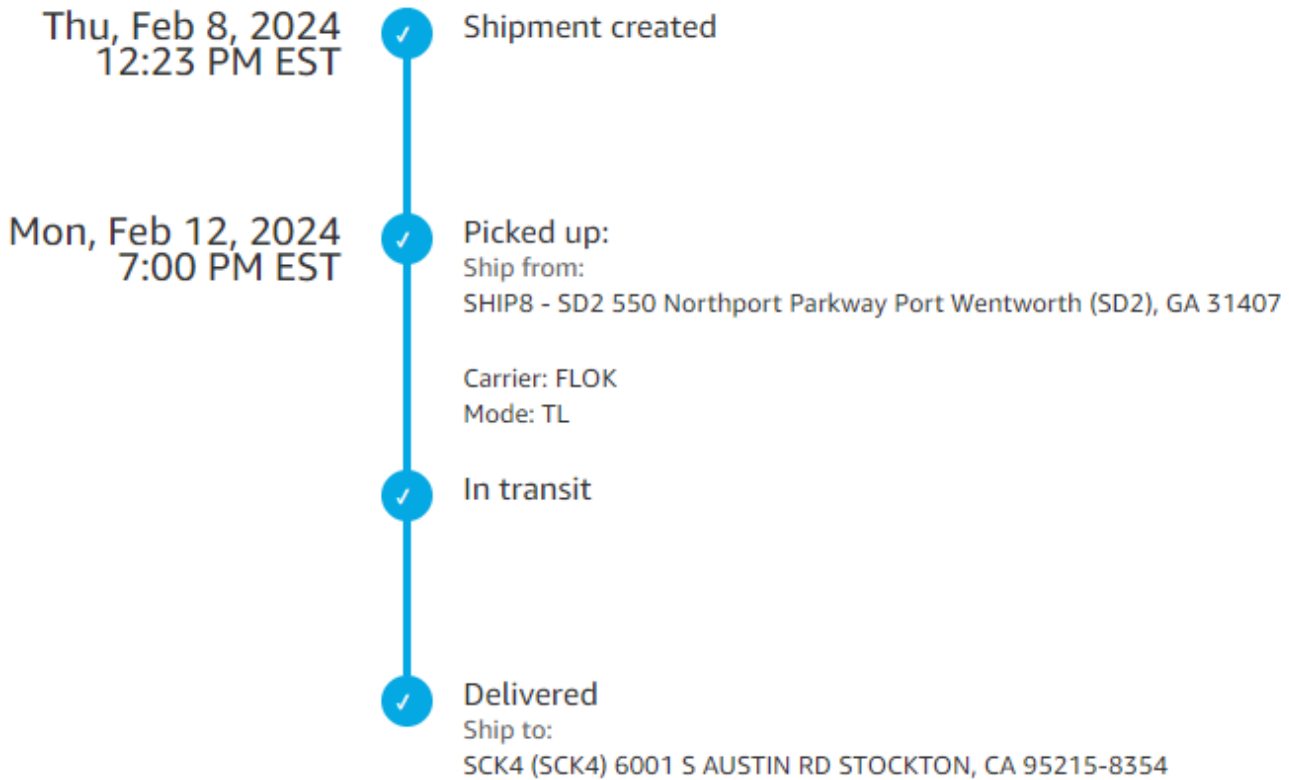 Thu, Feb 8, 2024
12:23 PM EST
Shipment created
Mon, Feb 12, 2024
7:00 PM EST
Picked up:
Ship from:
SHIP8 - SD2 550 Northport Parkway Port Wentworth (SD2), GA 31407
Carrier: FLOK
Mode: TL
In transit
Delivered
Ship to:
SCK4 (SCK4) 6001 S AUSTIN RD STOCKTON, CA 95215-8354